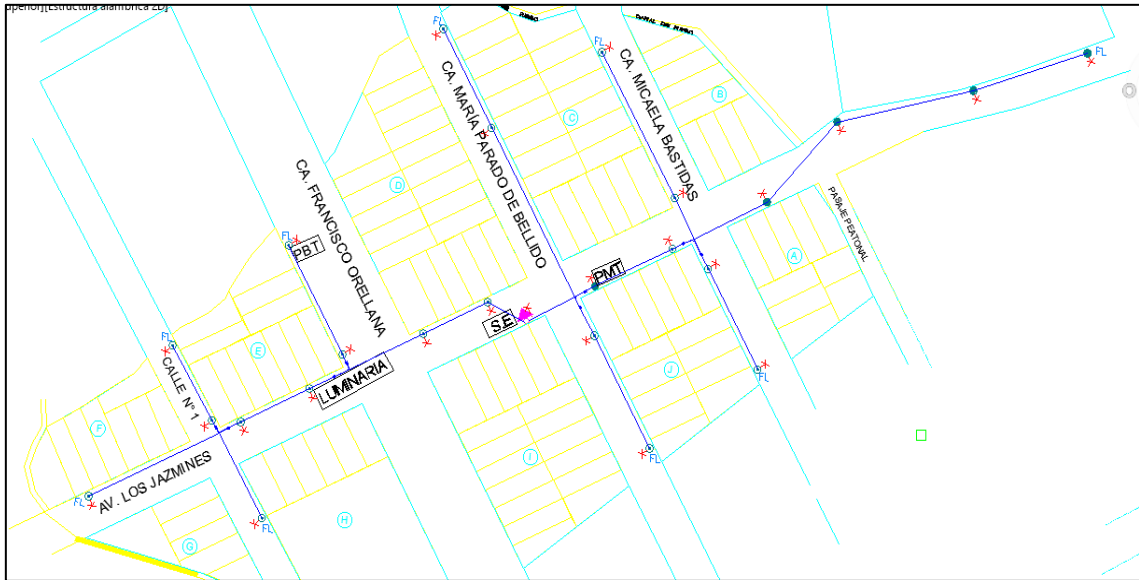 uperior][Estructura alámbrica 2D]
FL
FL
FL
CA. MARIA PARADO DE BELLIDO
CA. MICAELA BASTIDAS
B
C
D
CA. FRANCISCO ORELLANA
PASAJE PEATONAL
FL
PBT
A
PMT
S.E
FL
CALLE N° 1
E
LUMINARIA
J
FL
F
FL
I
AV. LOS JAZMINES
FL
H
FL
G